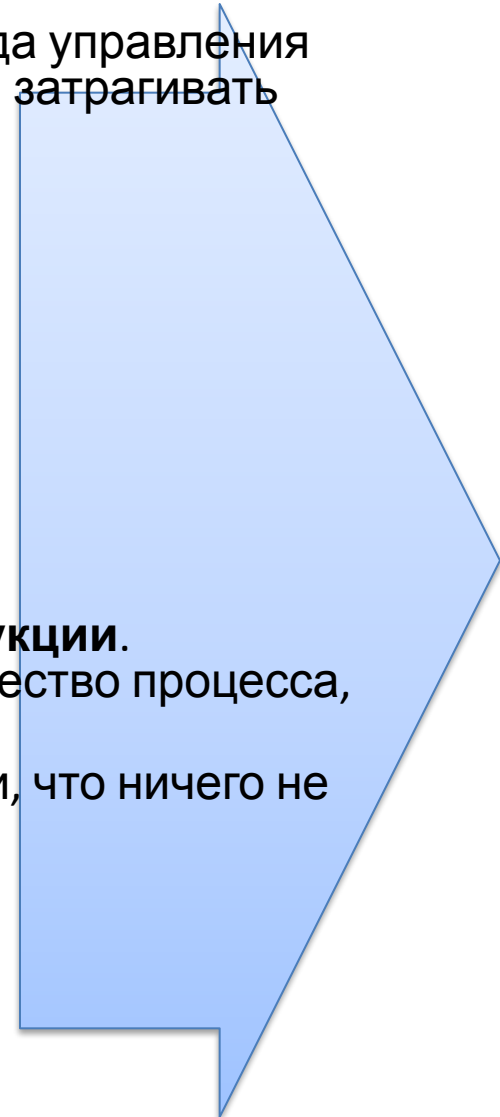 да управления
затрагивать
укции.
ество процесса,
и, что ничего не